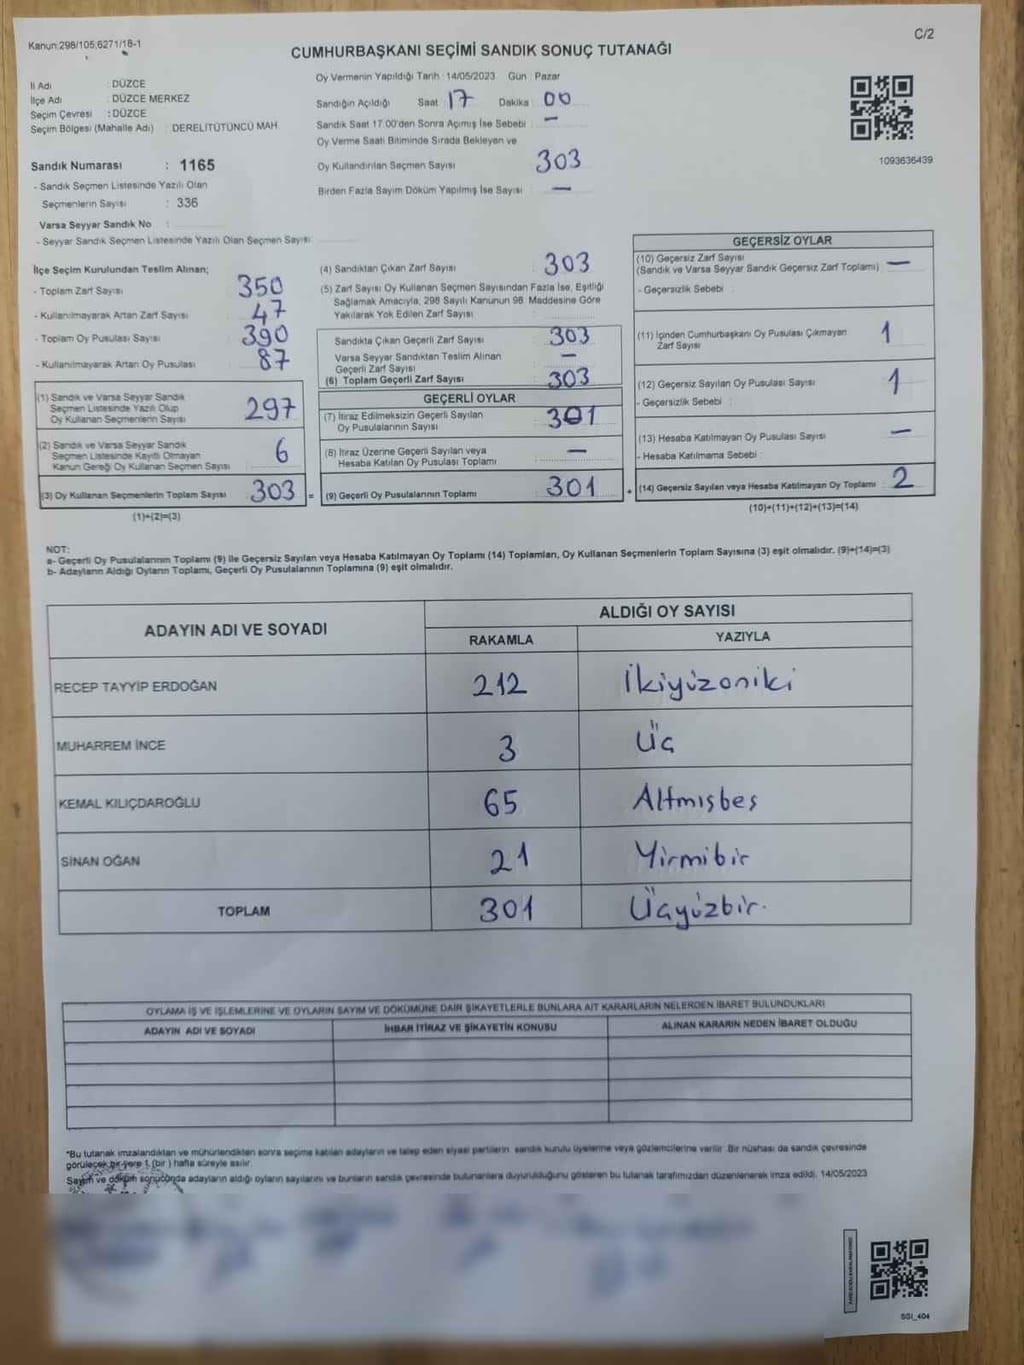 Kanun:298/105,6271/18-1
C/2
CUMHURBAŞKANI SEÇİMİ SANDIK SONUÇ TUTANAĞI
İl Adı : DÜZCE
İlçe Adı : DÜZCE MERKEZ
Seçim Çevresi : DÜZCE
Seçim Bölgesi (Mahalle Adı) : DERELİTÜTÜNCÜ MAH.
Sandık Numarası : 1165
- Sandık Seçmen Listesinde Yazılı Olan
Seçmenlerin Sayısı : 336
Varsa Seyyar Sandık No :
- Seyyar Sandık Seçmen Listesinde Yazılı Olan Seçmen Sayısı :
Oy Vermenin Yapıldığı Tarih : 14/05/2023 Gün : Pazar
Sandığın Açıldığı Saat : 17 Dakika : 00
Sandık Saat 17.00'den Sonra Açımış İse Sebebi : —
Oy Verme Saati Bitiminde Sırada Bekleyen ve
Oy Kullandırılan Seçmen Sayısı 303
Birden Fazla Sayım Döküm Yapılmış İse Sayısı : —
1093636439
İlçe Seçim Kurulundan Teslim Alınan;
- Toplam Zarf Sayısı 350
- Kullanılmayarak Artan Zarf Sayısı 47
- Toplam Oy Pusulası Sayısı 390
- Kullanılmayarak Artan Oy Pusulası 87
(1) Sandık ve Varsa Seyyar Sandık
Seçmen Listesinde Yazılı Olup
Oy Kullanan Seçmenlerin Sayısı 297
(2) Sandık ve Varsa Seyyar Sandık
Seçmen Listesinde Kayıtlı Olmayan
Kanun Gereği Oy Kullanan Seçmen Sayısı 6
(3) Oy Kullanan Seçmenlerin Toplam Sayısı 303 =
(1)+(2)=(3)
(4) Sandıktan Çıkan Zarf Sayısı 303
(5) Zarf Sayısı Oy Kullanan Seçmen Sayısından Fazla İse, Eşitliği
Sağlamak Amacıyla, 298 Sayılı Kanunun 98. Maddesine Göre
Yakılarak Yok Edilen Zarf Sayısı :
Sandıkta Çıkan Geçerli Zarf Sayısı 303
Varsa Seyyar Sandıktan Teslim Alınan
Geçerli Zarf Sayısı —
(6) Toplam Geçerli Zarf Sayısı 303
GEÇERLİ OYLAR
(7) İtiraz Edilmeksizin Geçerli Sayılan
Oy Pusulalarının Sayısı 301
(8) İtiraz Üzerine Geçerli Sayılan veya
Hesaba Katılan Oy Pusulası Toplamı —
(9) Geçerli Oy Pusulalarının Toplamı 301 +
GEÇERSİZ OYLAR
(10) Geçersiz Zarf Sayısı
(Sandık ve Varsa Seyyar Sandık Geçersiz Zarf Toplamı) —
- Geçersizlik Sebebi :
(11) İçinden Cumhurbaşkanı Oy Pusulası Çıkmayan
Zarf Sayısı 1
(12) Geçersiz Sayılan Oy Pusulası Sayısı 1
- Geçersizlik Sebebi :
(13) Hesaba Katılmayan Oy Pusulası Sayısı —
- Hesaba Katılmama Sebebi :
(14) Geçersiz Sayılan veya Hesaba Katılmayan Oy Toplamı 2
(10)+(11)+(12)+(13)=(14)
NOT:
a- Geçerli Oy Pusulalarının Toplamı (9) ile Geçersiz Sayılan veya Hesaba Katılmayan Oy Toplamı (14) Toplamları, Oy Kullanan Seçmenlerin Toplam Sayısına (3) eşit olmalıdır. (9)+(14)=(3)
b- Adayların Aldığı Oyların Toplamı, Geçerli Oy Pusulalarının Toplamına (9) eşit olmalıdır.
ADAYIN ADI VE SOYADI
ALDIĞI OY SAYISI
RAKAMLA YAZIYLA
RECEP TAYYİP ERDOĞAN 212 İkiyüzoniki
MUHARREM İNCE 3 Üç
KEMAL KILIÇDAROĞLU 65 Altmışbeş
SİNAN OĞAN 21 Yirmibir
TOPLAM 301 Üçyüzbir.
OYLAMA İŞ VE İŞLEMLERİNE VE OYLARIN SAYIM VE DÖKÜMÜNE DAİR ŞİKAYETLERLE BUNLARA AİT KARARLARIN NELERDEN İBARET BULUNDUKLARI
ADAYIN ADI VE SOYADI İHBAR İTİRAZ VE ŞİKAYETİN KONUSU ALINAN KARARIN NEDEN İBARET OLDUĞU
*Bu tutanak imzalandıktan ve mühürlendikten sonra seçime katılan adayların ve talep eden siyasi partilerin sandık kurulu üyelerine veya gözlemcilerine verilir. Bir nüshası da sandık çevresinde
görülecek bir yere 1 (bir) hafta süreyle asılır.
Sayım ve döküm sonucunda adayların aldığı oyların sayılarını ve bunların sandık çevresinde bulunanlara duyurulduğunu gösteren bu tutanak tarafımızdan düzenlenerek imza edildi. 14/05/2023
SGI_404